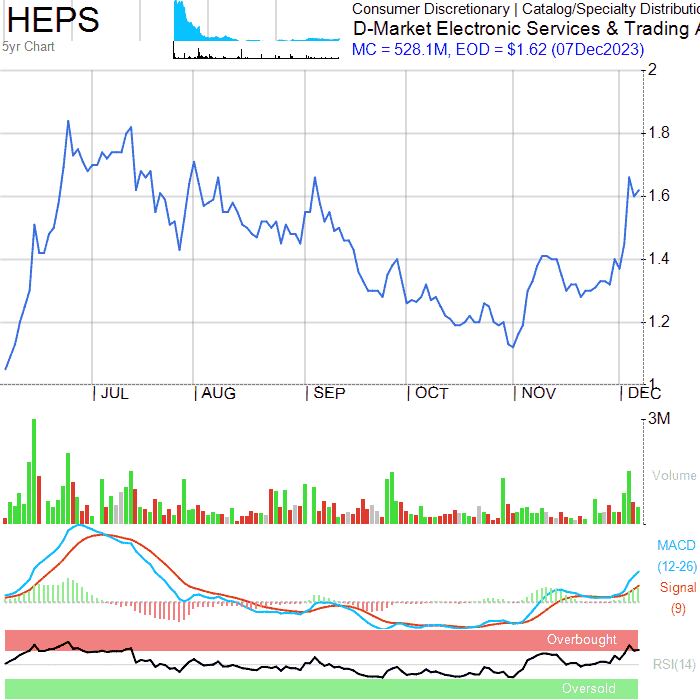 HEPS
Consumer Discretionary | Catalog/Specialty Distributio
D-Market Electronic Services & Trading A
5yr Chart
MC = 528.1M, EOD = $1.62 (07Dec2023)
2
1.8
1.6
1.4
1.2
1
JUL AUG SEP OCT NOV DEC
3M
Volume
MACD
(12-26)
Signal
(9)
Overbought
RSI(14)
Oversold